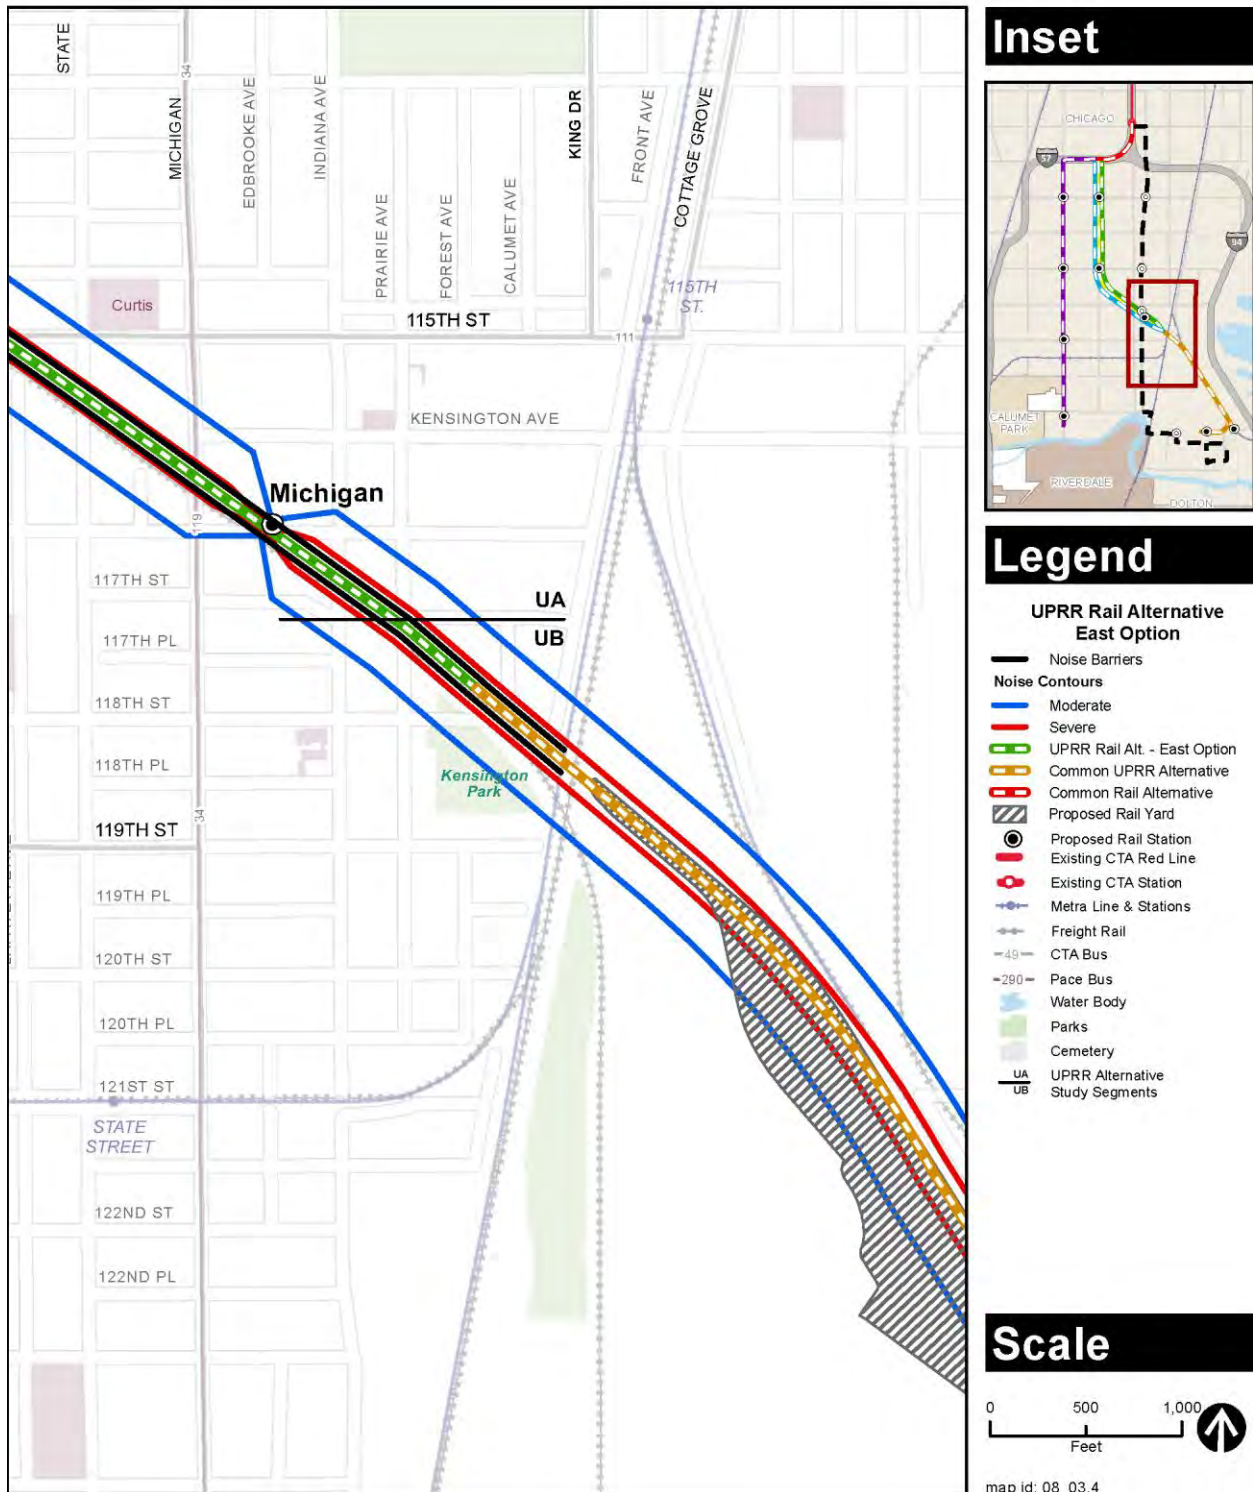 STATE
34
MICHIGAN
EDBROOKE AVE
INDIANA AVE
PRAIRIE AVE
FOREST AVE
CALUMET AVE
KING DR
FRONT AVE
COTTAGE GROVE
115TH
ST.
Curtis
115TH ST
111
KENSINGTON AVE
Michigan
119
117TH ST
UA
UB
117TH PL
118TH ST
118TH PL
Kensington
Park
119TH ST
34
119TH PL
120TH ST
120TH PL
121ST ST
STATE
STREET
122ND ST
122ND PL
Inset
CHICAGO
57
94
CALUMET
PARK
RIVERDALE
DOLTON
Legend
UPRR Rail Alternative
East Option
Noise Barriers
Noise Contours
Moderate
Severe
UPRR Rail Alt. - East Option
Common UPRR Alternative
Common Rail Alternative
Proposed Rail Yard
Proposed Rail Station
Existing CTA Red Line
Existing CTA Station
Metra Line & Stations
Freight Rail
49 CTA Bus
290 Pace Bus
Water Body
Parks
Cemetery
UA UPRR Alternative
UB Study Segments
Scale
0 500 1,000
Feet
map id: 08_03.4